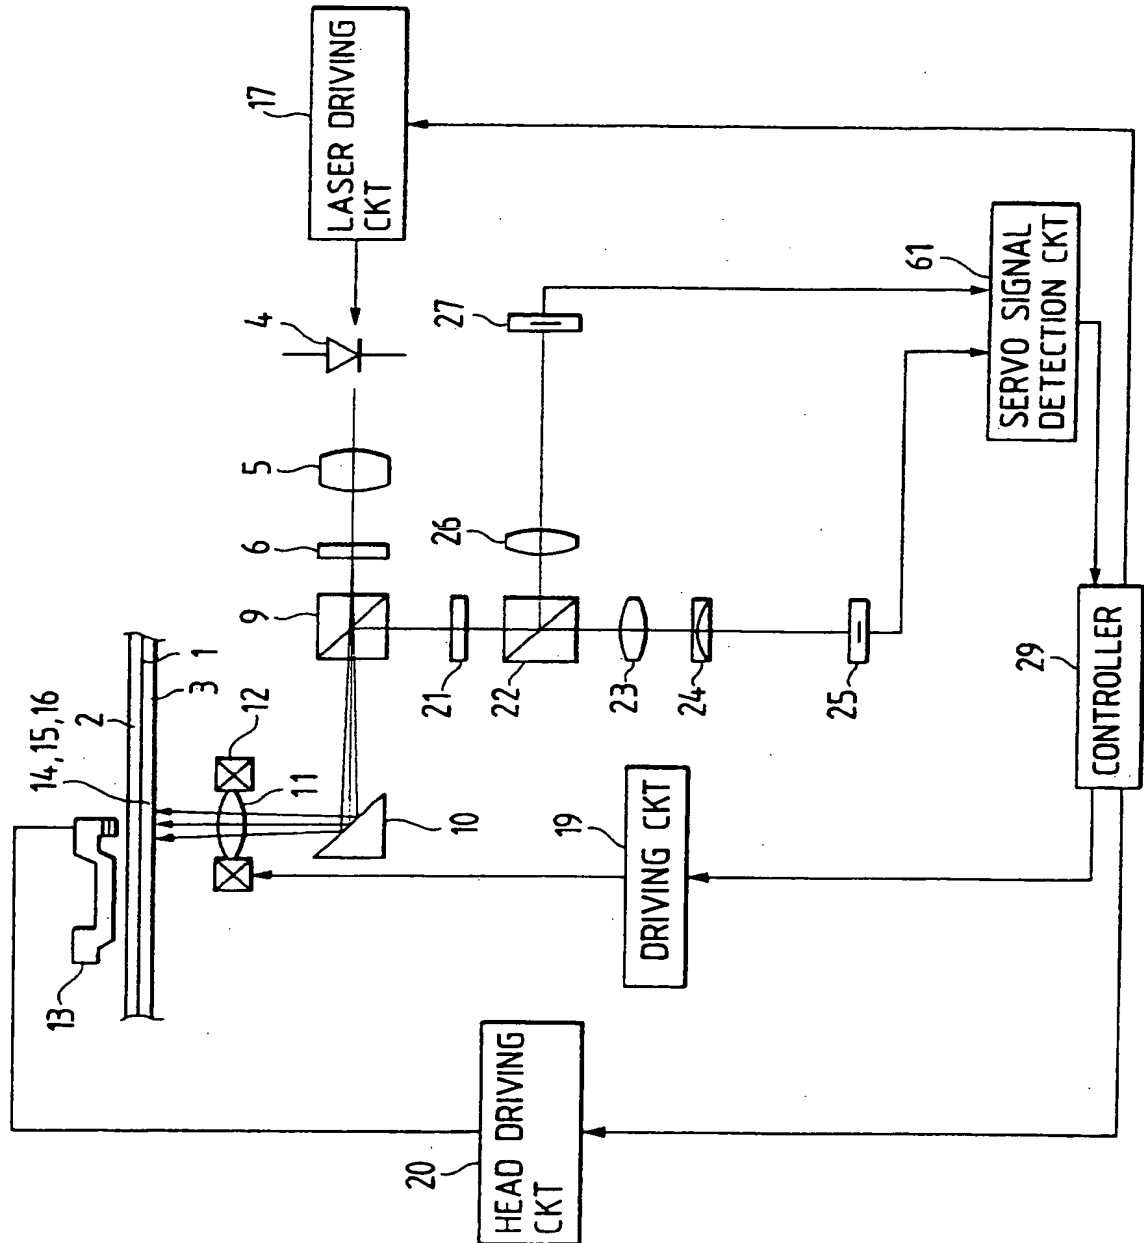 17
LASER DRIVING
CKT
4
5
6
9
27
26
61
SERVO SIGNAL
DETECTION CKT
21
22
23
24
25
1
2
3
14, 15, 16
12
11
10
13
19
DRIVING CKT
29
CONTROLLER
20
HEAD DRIVING
CKT